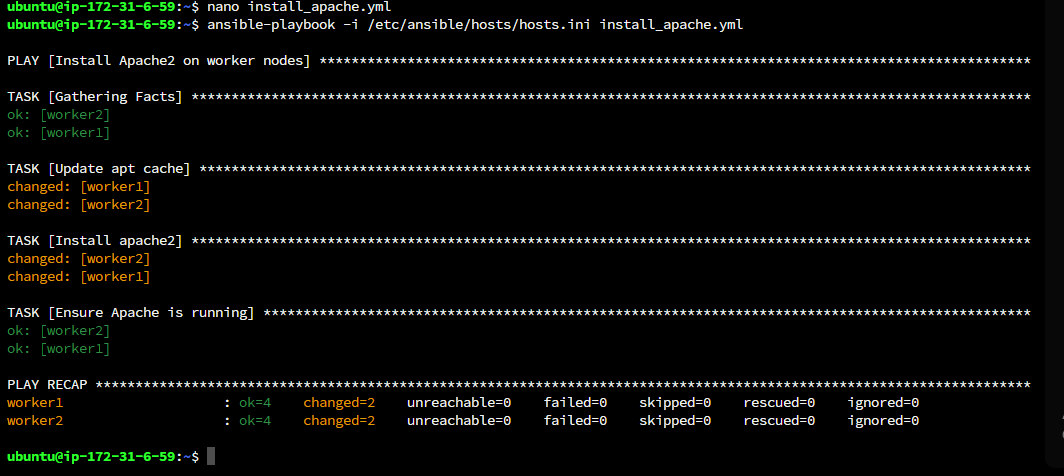 ubuntu@ip-172-31-6-59:~$ nano install_apache.yml
ubuntu@ip-172-31-6-59:~$ ansible-playbook -i /etc/ansible/hosts/hosts.ini install_apache.yml
PLAY [Install Apache2 on worker nodes] *****************************************************************************************
TASK [Gathering Facts] *********************************************************************************************************
ok: [worker2]
ok: [worker1]
TASK [Update apt cache] ********************************************************************************************************
changed: [worker1]
changed: [worker2]
TASK [Install apache2] *********************************************************************************************************
changed: [worker2]
changed: [worker1]
TASK [Ensure Apache is running] ************************************************************************************************
ok: [worker2]
ok: [worker1]
PLAY RECAP *********************************************************************************************************************
worker1                    : ok=4    changed=2    unreachable=0    failed=0    skipped=0    rescued=0    ignored=0
worker2                    : ok=4    changed=2    unreachable=0    failed=0    skipped=0    rescued=0    ignored=0
ubuntu@ip-172-31-6-59:~$